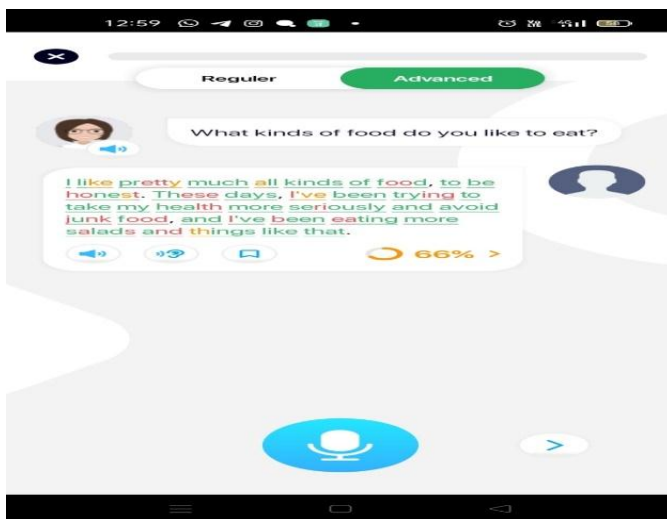 12:59
Reguler
Advanced
What kinds of food do you like to eat?
I like pretty much all kinds of food, to be
honest. These days, I've been trying to
take my health more seriously and avoid
junk food, and I've been eating more
salads and things like that.
66% >